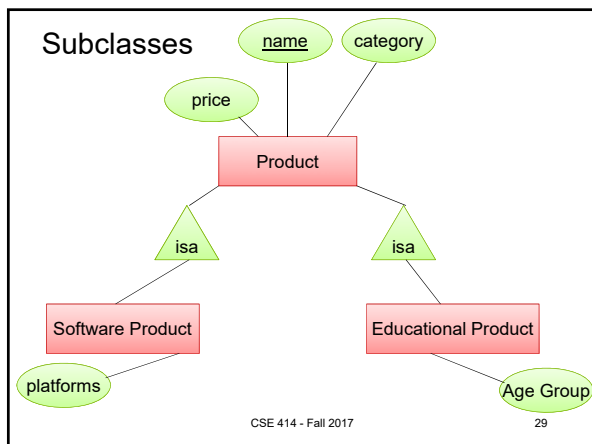 Subclasses
name
category
price
Product
isa
isa
Software Product
Educational Product
platforms
Age Group
CSE 414 - Fall 2017
29